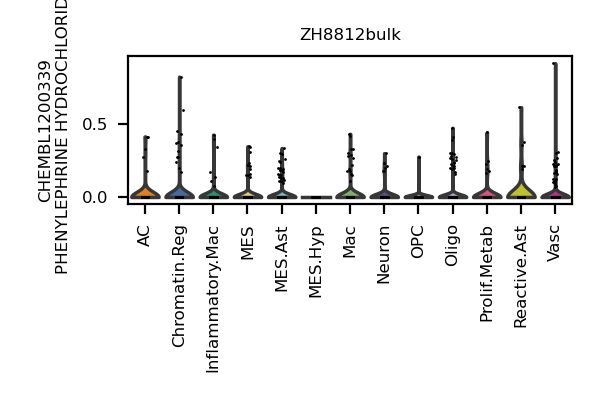 ZH8812bulk
CHEMBL1200339
PHENYLEPHRINE HYDROCHLORID
0.5
0.0
AC
Chromatin.Reg
Inflammatory.Mac
MES
MES.Ast
MES.Hyp
Mac
Neuron
OPC
Oligo
Prolif.Metab
Reactive.Ast
Vasc